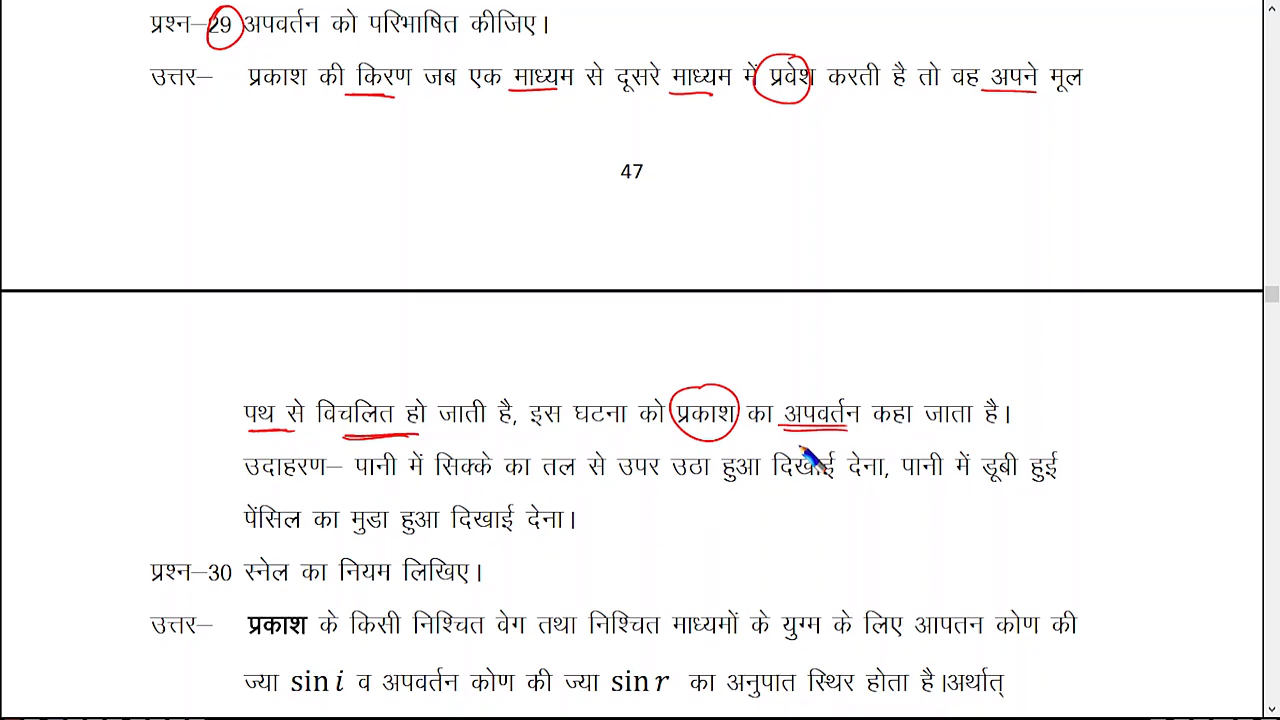 प्रश्न–29 अपवर्तन को परिभाषित कीजिए।
उत्तर– प्रकाश की किरण जब एक माध्यम से दूसरे माध्यम में प्रवेश करती है तो वह अपने मूल
47
पथ से विचलित हो जाती है, इस घटना को प्रकाश का अपवर्तन कहा जाता है।
उदाहरण– पानी में सिक्के का तल से उपर उठा हुआ दिखाई देना, पानी में डूबी हुई
पेंसिल का मुडा हुआ दिखाई देना।
प्रश्न–30 स्नेल का नियम लिखिए।
उत्तर– प्रकाश के किसी निश्चित वेग तथा निश्चित माध्यमों के युग्म के लिए आपतन कोण की
ज्या sin i व अपवर्तन कोण की ज्या sin r का अनुपात स्थिर होता है।अर्थात्